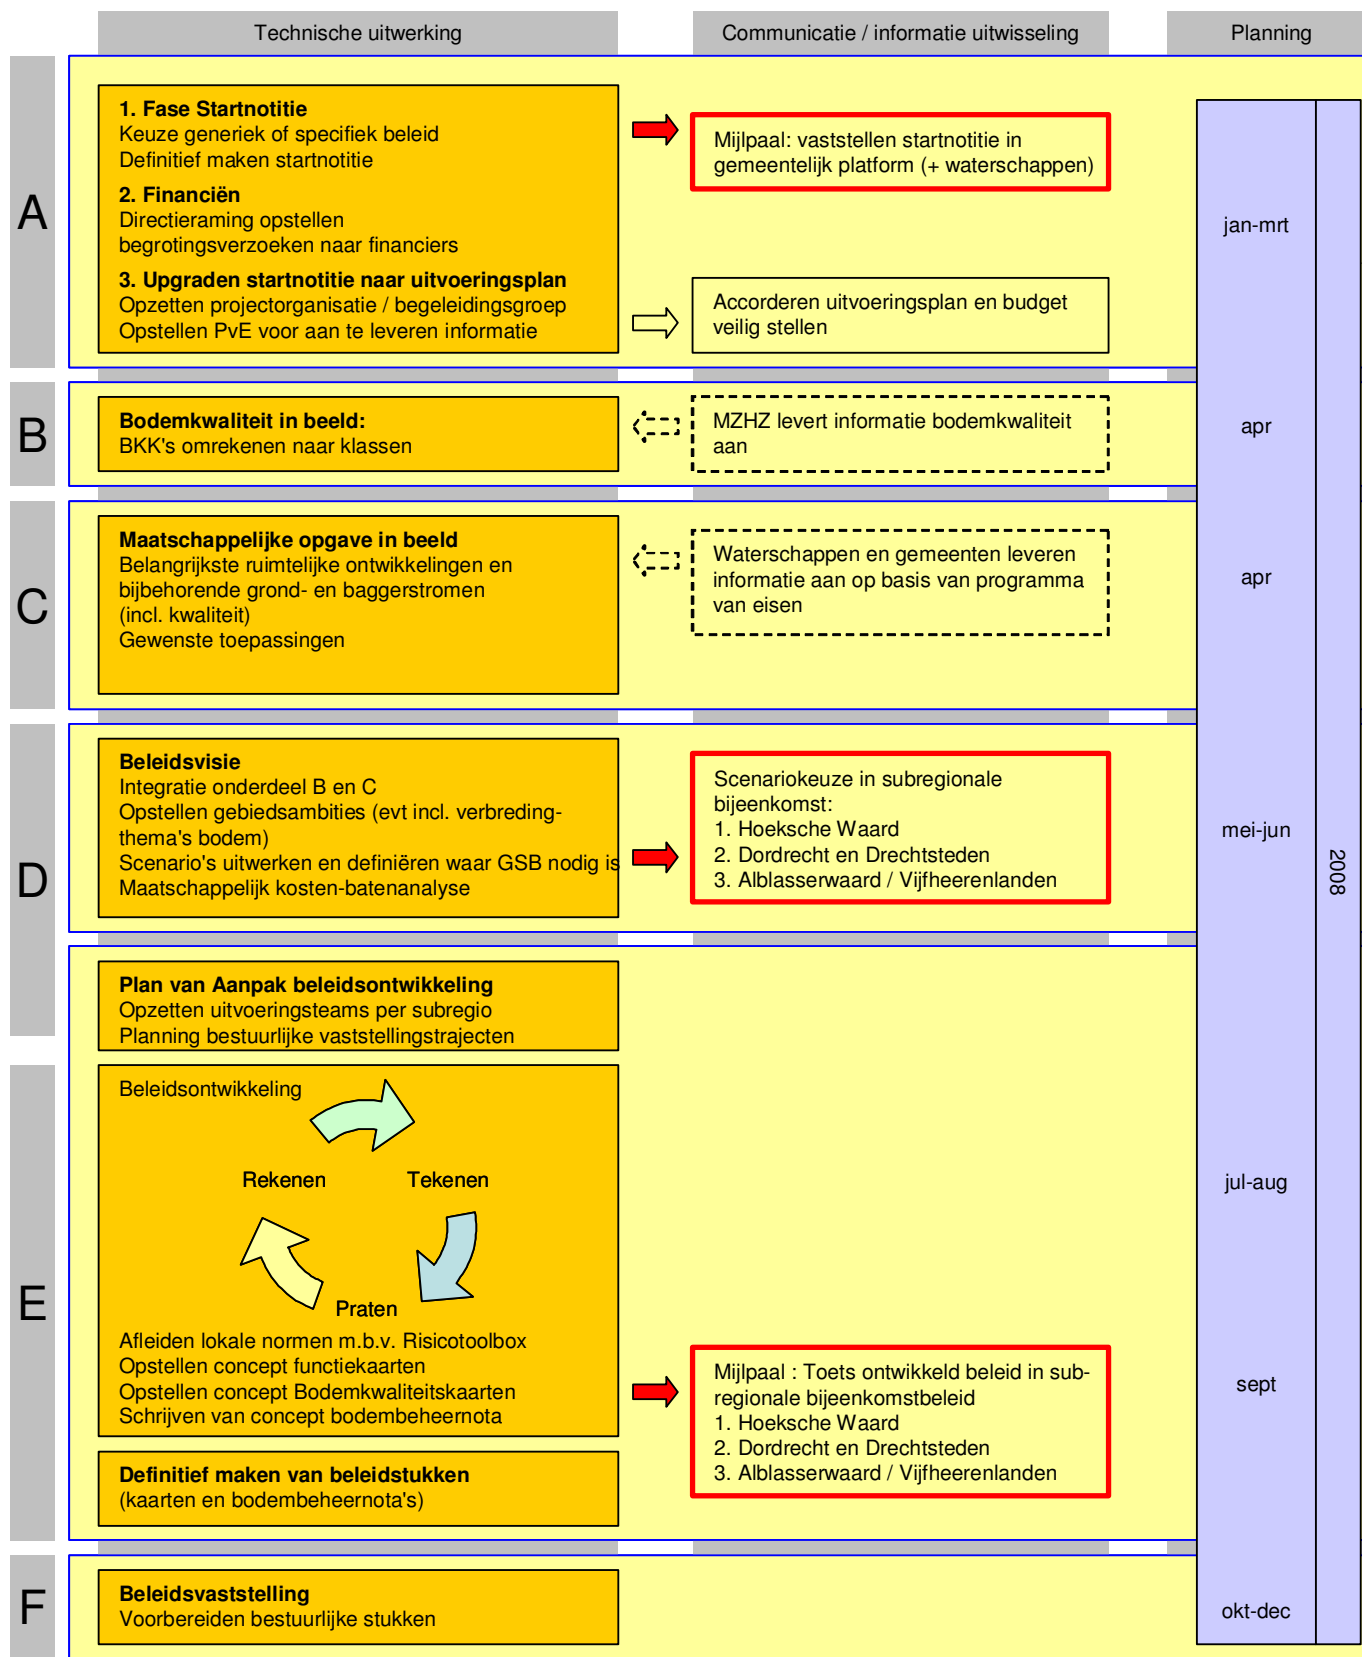 Technische uitwerking
Communicatie / informatie uitwisseling
Planning
A
1. Fase Startnotitie
Keuze generiek of specifiek beleid
Definitief maken startnotitie
2. Financiën
Directieraming opstellen
begrotingsverzoeken naar financiers
3. Upgraden startnotitie naar uitvoeringsplan
Opzetten projectorganisatie / begeleidingsgroep
Opstellen PvE voor aan te leveren informatie
Mijlpaal: vaststellen startnotitie in
gemeentelijk platform (+ waterschappen)
Accorderen uitvoeringsplan en budget
veilig stellen
jan-mrt
B
Bodemkwaliteit in beeld:
BKK's omrekenen naar klassen
MZHZ levert informatie bodemkwaliteit
aan
apr
C
Maatschappelijke opgave in beeld
Belangrijkste ruimtelijke ontwikkelingen en
bijbehorende grond- en baggerstromen
(incl. kwaliteit)
Gewenste toepassingen
Waterschappen en gemeenten leveren
informatie aan op basis van programma
van eisen
apr
D
Beleidsvisie
Integratie onderdeel B en C
Opstellen gebiedsambities (evt incl. verbreding-
thema's bodem)
Scenario's uitwerken en definiëren waar GSB nodig is
Maatschappelijk kosten-batenanalyse
Scenariokeuze in subregionale
bijeenkomst:
1. Hoeksche Waard
2. Dordrecht en Drechtsteden
3. Alblasserwaard / Vijfheerenlanden
mei-jun
2008
Plan van Aanpak beleidsontwikkeling
Opzetten uitvoeringsteams per subregio
Planning bestuurlijke vaststellingstrajecten
E
Beleidsontwikkeling
Rekenen
Tekenen
Praten
jul-aug
Afleiden lokale normen m.b.v. Risicotoolbox
Opstellen concept functiekaarten
Opstellen concept Bodemkwaliteitskaarten
Schrijven van concept bodembeheernota
Mijlpaal : Toets ontwikkeld beleid in sub-
regionale bijeenkomstbeleid
1. Hoeksche Waard
2. Dordrecht en Drechtsteden
3. Alblasserwaard / Vijfheerenlanden
sept
Definitief maken van beleidstukken
(kaarten en bodembeheernota's)
F
Beleidsvaststelling
Voorbereiden bestuurlijke stukken
okt-dec